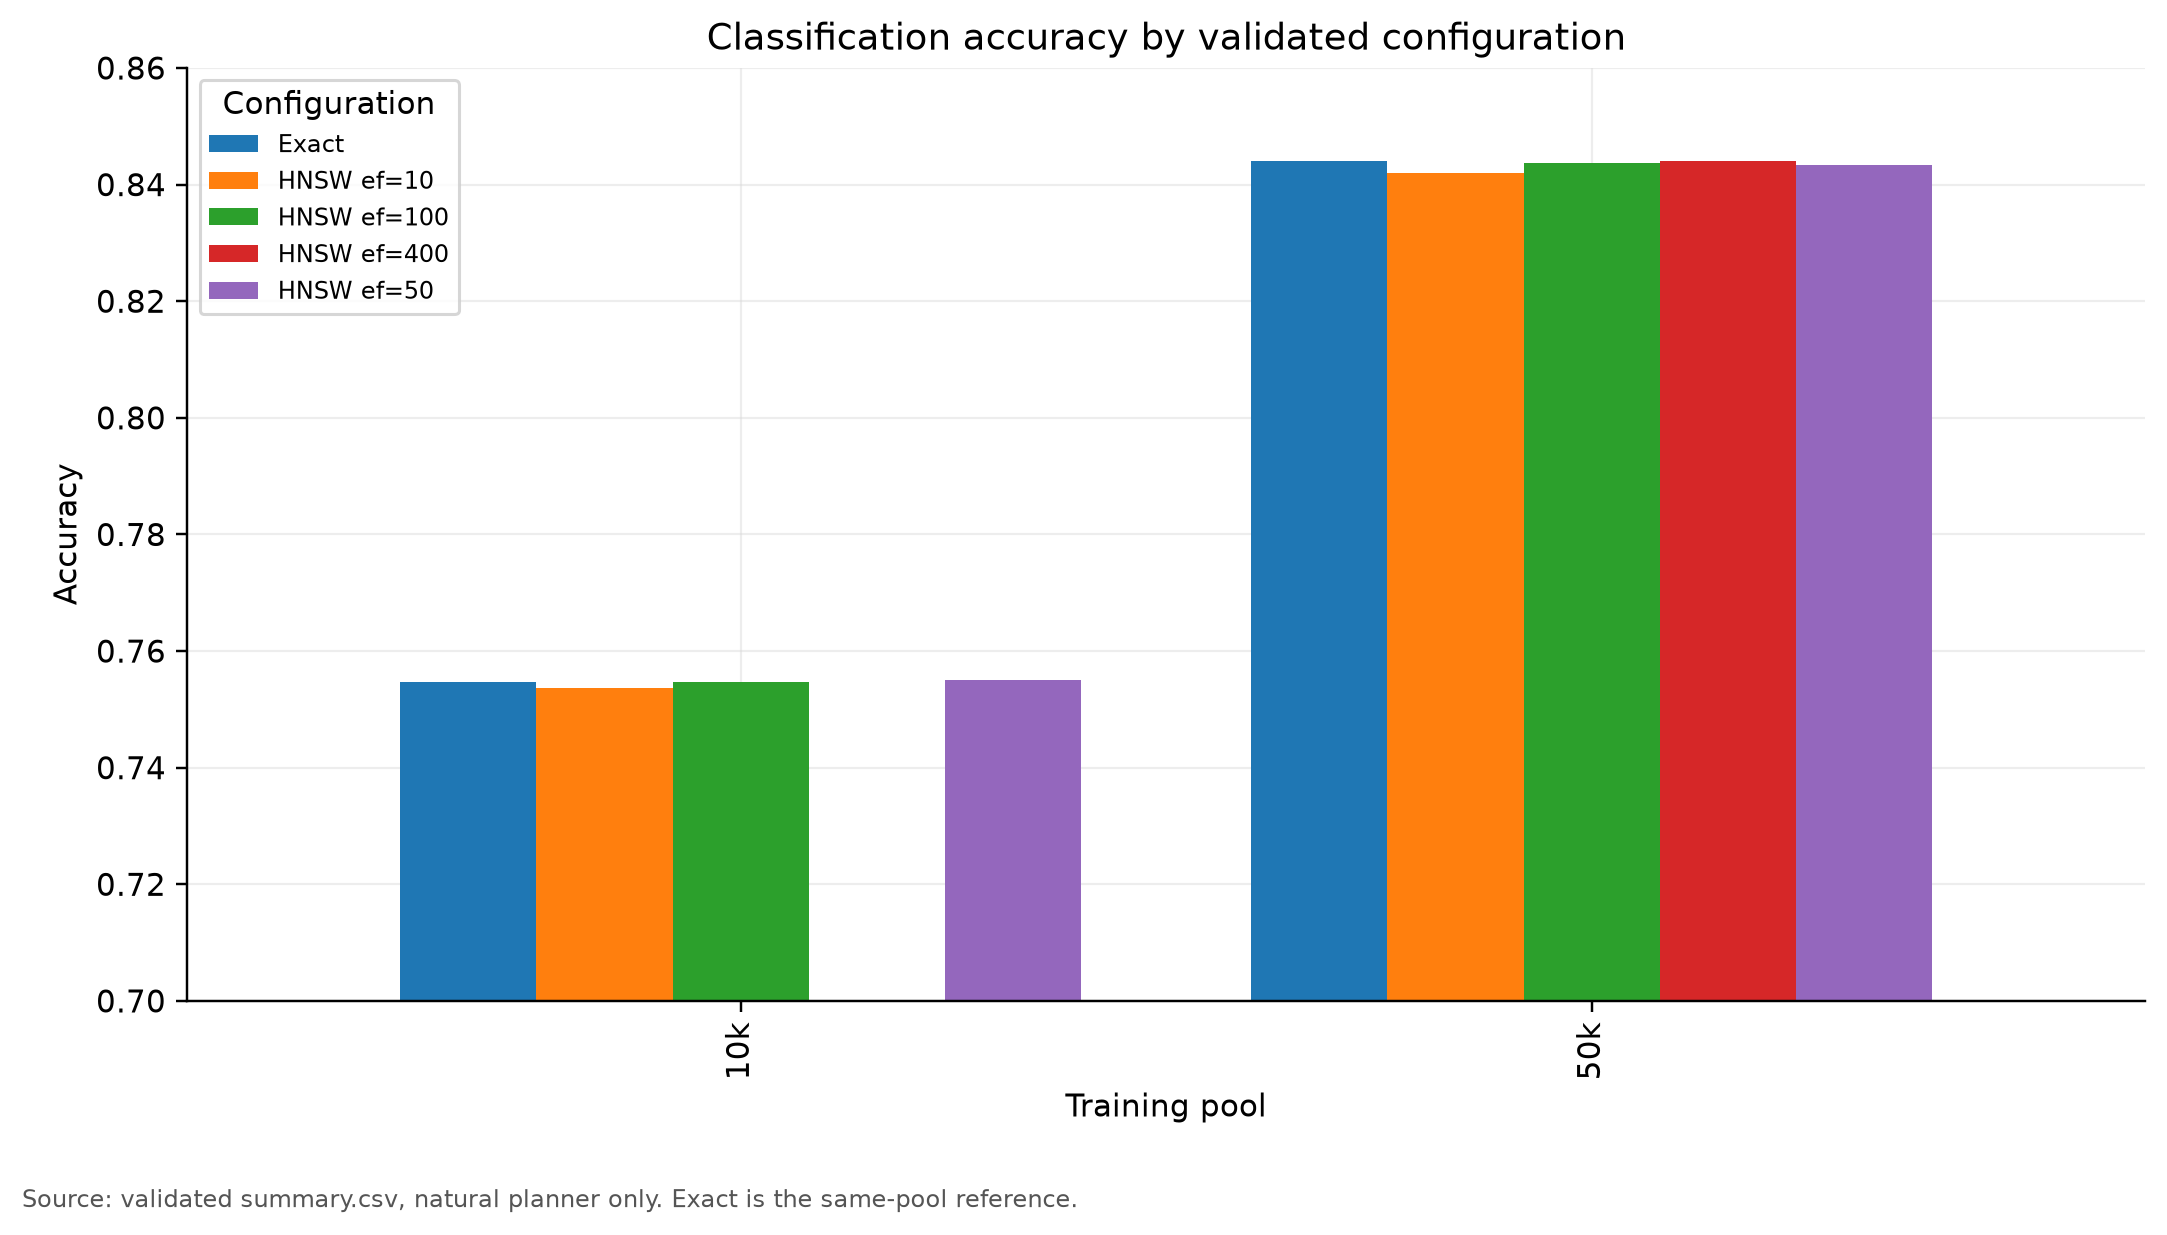 Classification accuracy by validated configuration
Configuration
Exact
HNSW ef=10
HNSW ef=100
HNSW ef=400
HNSW ef=50
0.86
0.84
0.82
0.80
0.78
0.76
0.74
0.72
0.70
Accuracy
10k
50k
Training pool
Source: validated summary.csv, natural planner only. Exact is the same-pool reference.